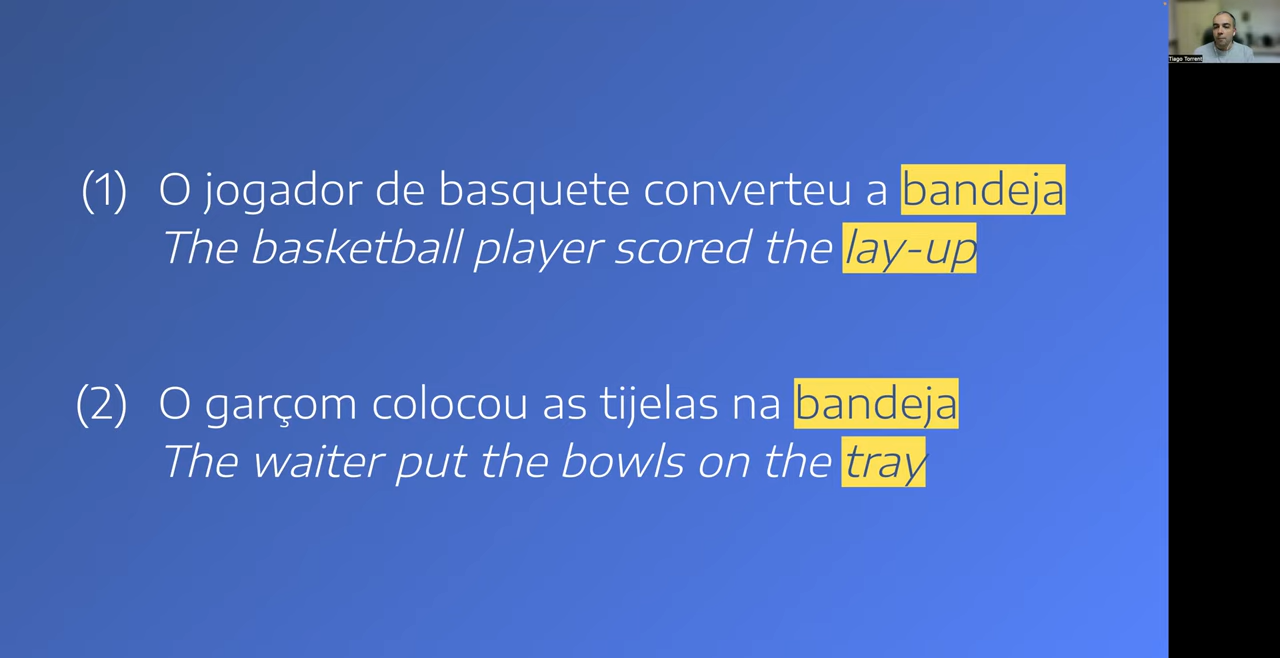 (1) O jogador de basquete converteu a bandeja
The basketball player scored the lay-up
(2) O garçom colocou as tijelas na bandeja
The waiter put the bowls on the tray
Tiago Torrent